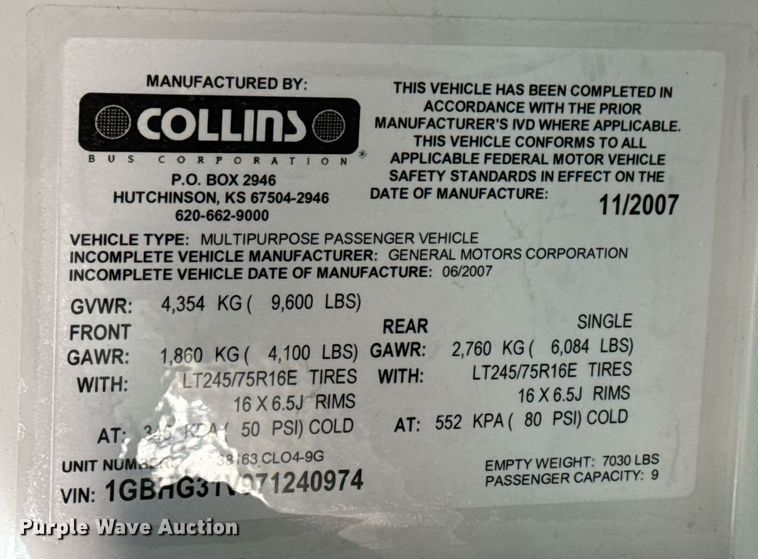 MANUFACTURED BY:
COLLINS
BUS CORPORATION®
P.O. BOX 2946
HUTCHINSON, KS 67504-2946
620-662-9000
THIS VEHICLE HAS BEEN COMPLETED IN
ACCORDANCE WITH THE PRIOR
MANUFACTURER'S IVD WHERE APPLICABLE.
THIS VEHICLE CONFORMS TO ALL
APPLICABLE FEDERAL MOTOR VEHICLE
SAFETY STANDARDS IN EFFECT ON THE
DATE OF MANUFACTURE: 11/2007
VEHICLE TYPE: MULTIPURPOSE PASSENGER VEHICLE
INCOMPLETE VEHICLE MANUFACTURER: GENERAL MOTORS CORPORATION
INCOMPLETE VEHICLE DATE OF MANUFACTURE: 06/2007
GVWR: 4,354 KG ( 9,600 LBS)
FRONT
GAWR: 1,860 KG ( 4,100 LBS)
WITH: LT245/75R16E TIRES
16 X 6.5J RIMS
AT: 345 KPA ( 50 PSI) COLD
REAR SINGLE
GAWR: 2,760 KG ( 6,084 LBS)
WITH: LT245/75R16E TIRES
16 X 6.5J RIMS
AT: 552 KPA ( 80 PSI) COLD
UNIT NUMBER: CLO4-9G
VIN: 1GBHG31V971240974
EMPTY WEIGHT: 7030 LBS
PASSENGER CAPACITY: 9
Purple Wave Auction